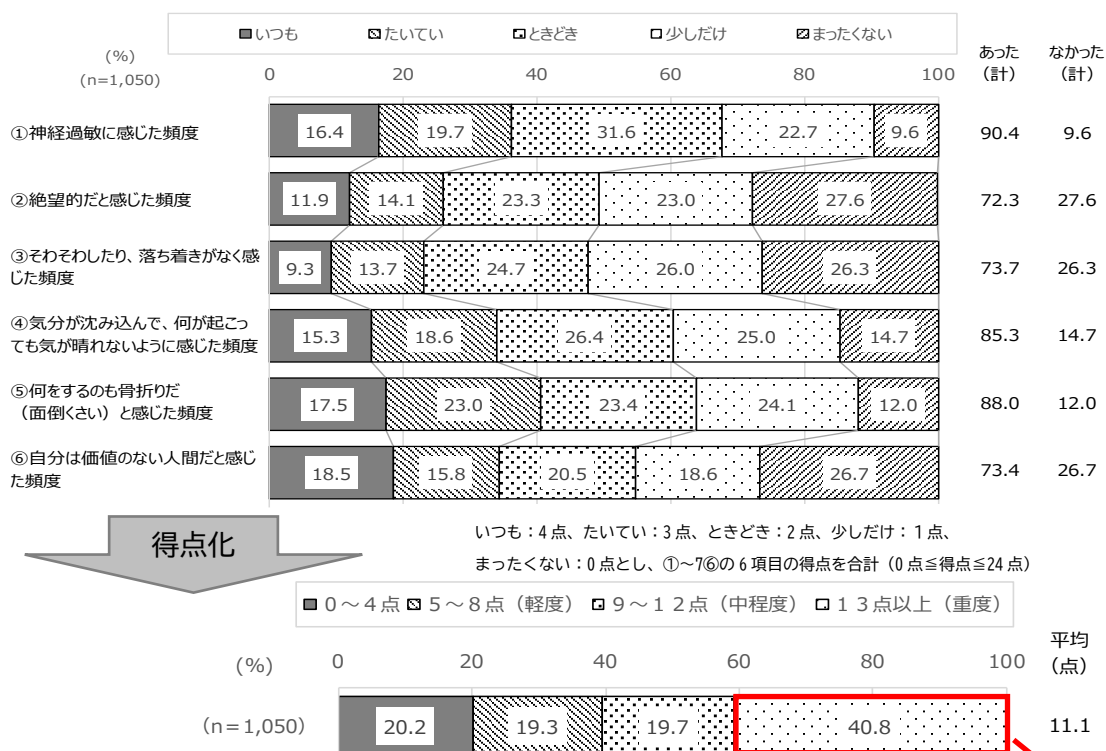 ■いつも たいてい ときどき 少しだけ まったくない
(%)
(n=1,050)
0 20 40 60 80 100
あった(計) なかった(計)
①神経過敏に感じた頻度 16.4 19.7 31.6 22.7 9.6 90.4 9.6
②絶望的だと感じた頻度 11.9 14.1 23.3 23.0 27.6 72.3 27.6
③そわそわしたり、落ち着きがなく感
じた頻度 9.3 13.7 24.7 26.0 26.3 73.7 26.3
④気分が沈み込んで、何が起こっ
ても気が晴れないように感じた頻度 15.3 18.6 26.4 25.0 14.7 85.3 14.7
⑤何をするのも骨折りだ
(面倒くさい)と感じた頻度 17.5 23.0 23.4 24.1 12.0 88.0 12.0
⑥自分は価値のない人間だと感じ
た頻度 18.5 15.8 20.5 18.6 26.7 73.4 26.7
得点化
いつも:4点、たいてい:3点、ときどき:2点、少しだけ:1点、
まったくない:0点とし、①~7⑥の6項目の得点を合計(0点≦得点≦24点)
0~4点 5~8点(軽度) 9~12点(中程度) 13点以上(重度)
平均
(点)
(%) 0 20 40 60 80 100
(n=1,050) 20.2 19.3 19.7 40.8 11.1